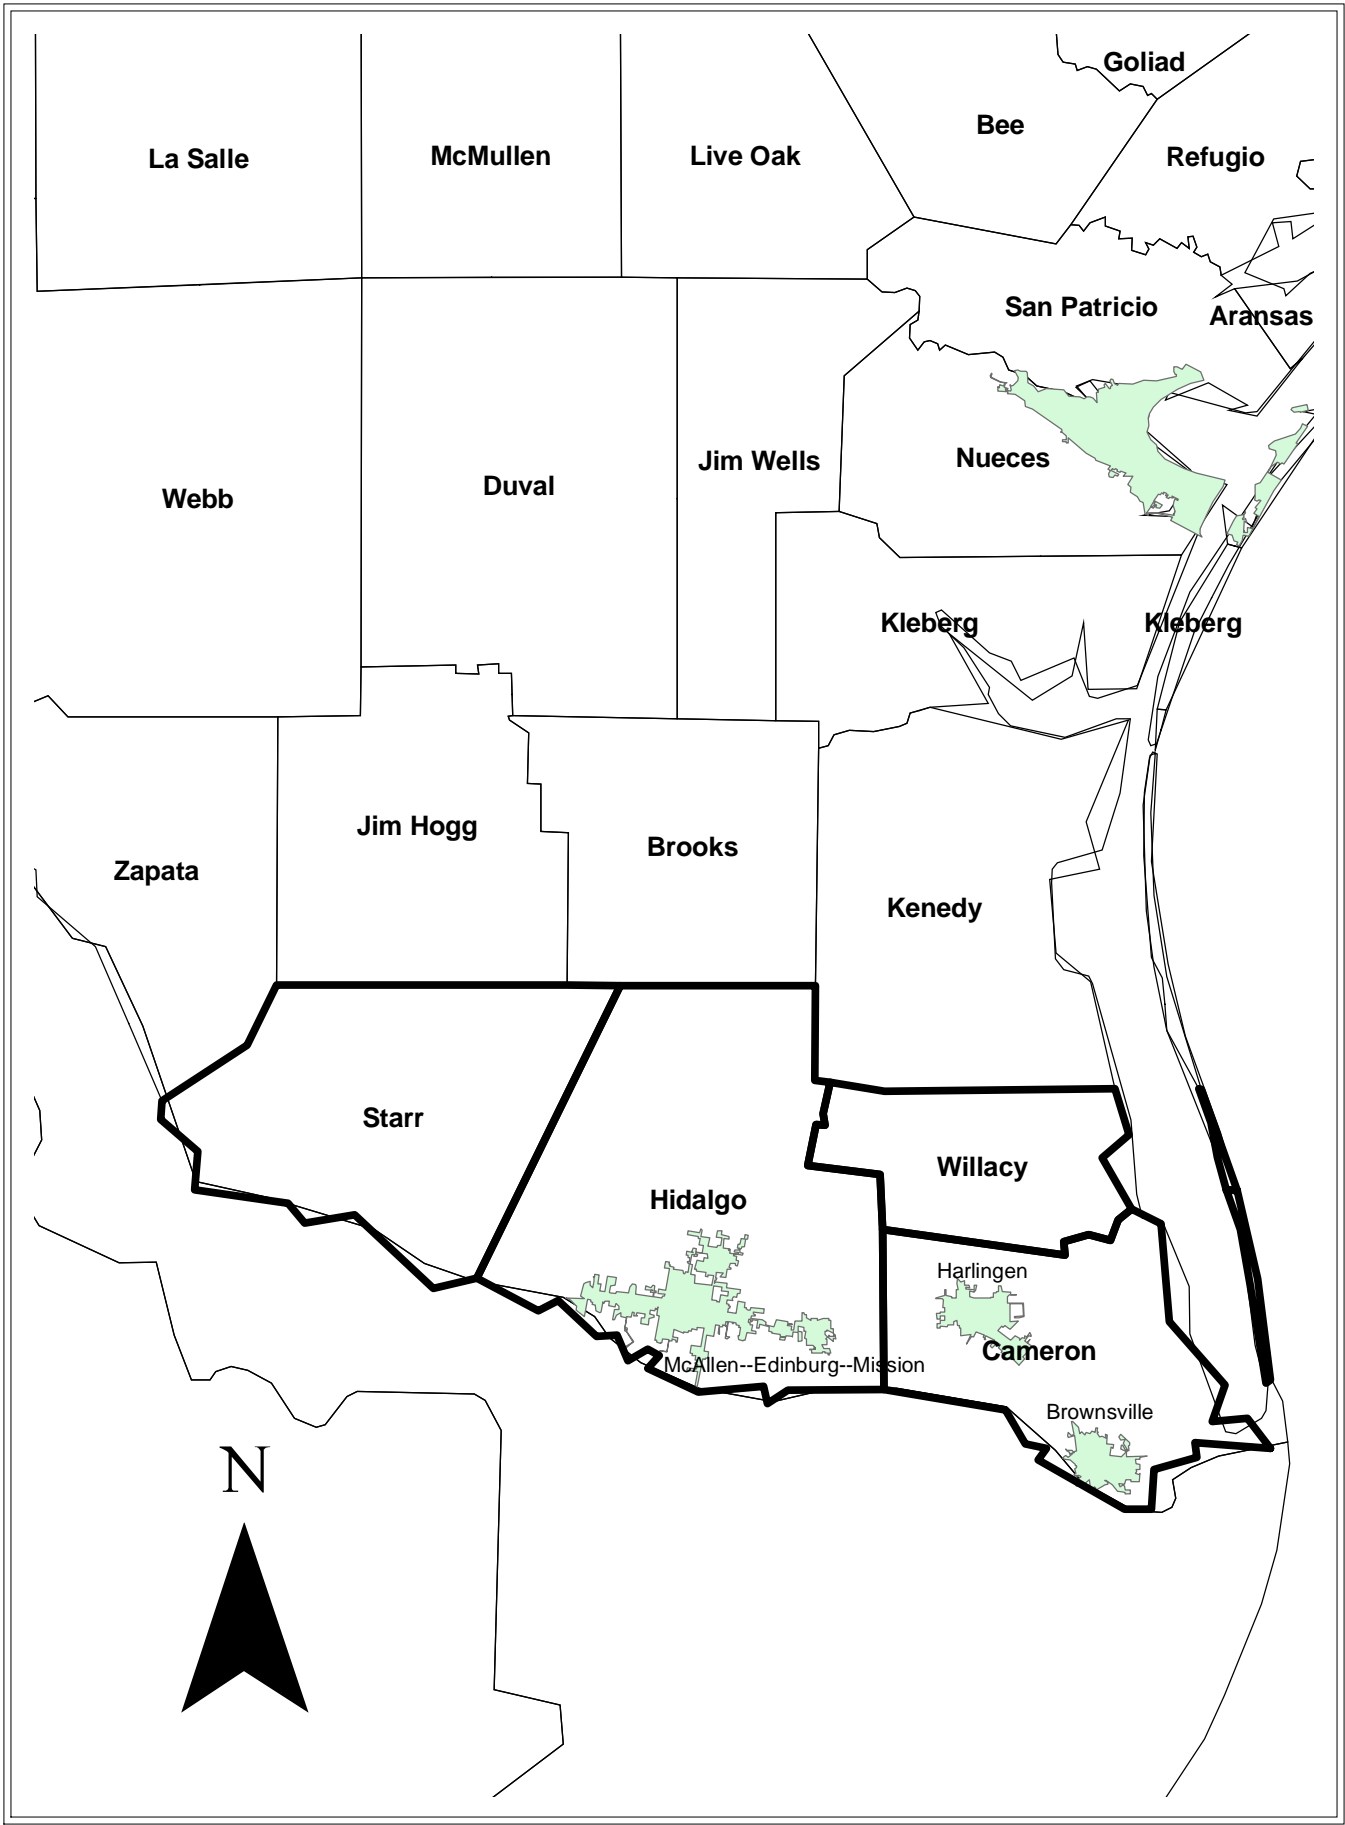 Goliad
Bee
La Salle
McMullen
Live Oak
Refugio
San Patricio
Aransas
Webb
Duval
Jim Wells
Nueces
Kleberg
Kleberg
Zapata
Jim Hogg
Brooks
Kenedy
Starr
Hidalgo
Willacy
Harlingen
Cameron
McAllen--Edinburg--Mission
Brownsville
N